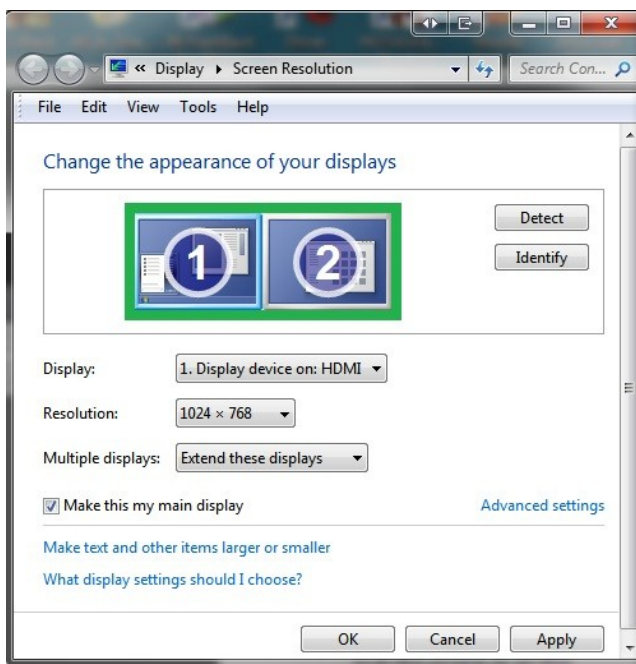 « Display ▸ Screen Resolution
Search Con...
File Edit View Tools Help
Change the appearance of your displays
1
2
Detect
Identify
Display: 1. Display device on: HDMI
Resolution: 1024 × 768
Multiple displays: Extend these displays
Make this my main display
Advanced settings
Make text and other items larger or smaller
What display settings should I choose?
OK Cancel Apply